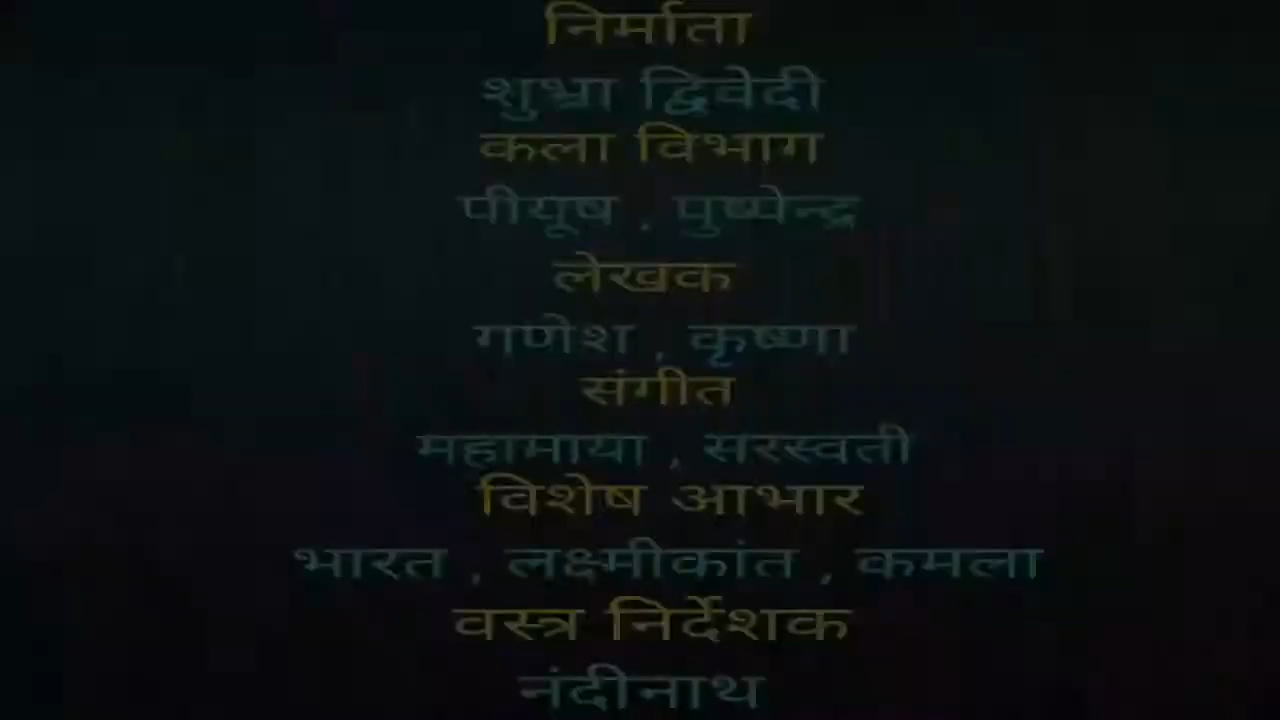 निर्माता
शुभ्रा द्विवेदी
कला विभाग
पीयूष , पुष्पेन्द्र
लेखक
गणेश , कृष्णा
संगीत
महामाया , सरस्वती
विशेष आभार
भारत , लक्ष्मीकांत , कमला
वस्त्र निर्देशक
नंदीनाथ